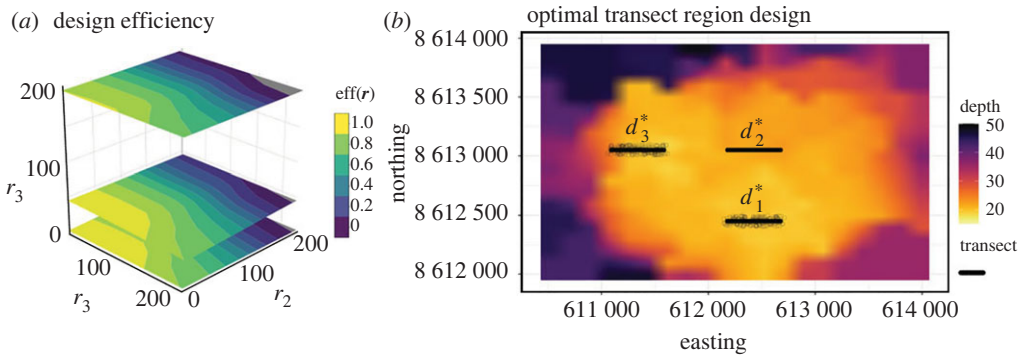 (a) design efficiency
200
100
r₃
0
100
r₃
200
0
r₂
100
200
eff(r)
1.0
0.8
0.6
0.4
0.2
0
(b) optimal transect region design
8 614 000
8 613 500
8 613 000
8 612 500
8 612 000
northing
d₃*
d₂*
d₁*
611 000 612 000 613 000 614 000
easting
depth
50
40
30
20
transect